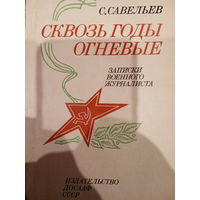 С. САВЕЛЬЕВ
СКВОЗЬ ГОДЫ
ОГНЕВЫЕ
ЗАПИСКИ
ВОЕННОГО
ЖУРНАЛИСТА
ИЗДАТЕЛЬСТВО
ДОСААФ
СССР